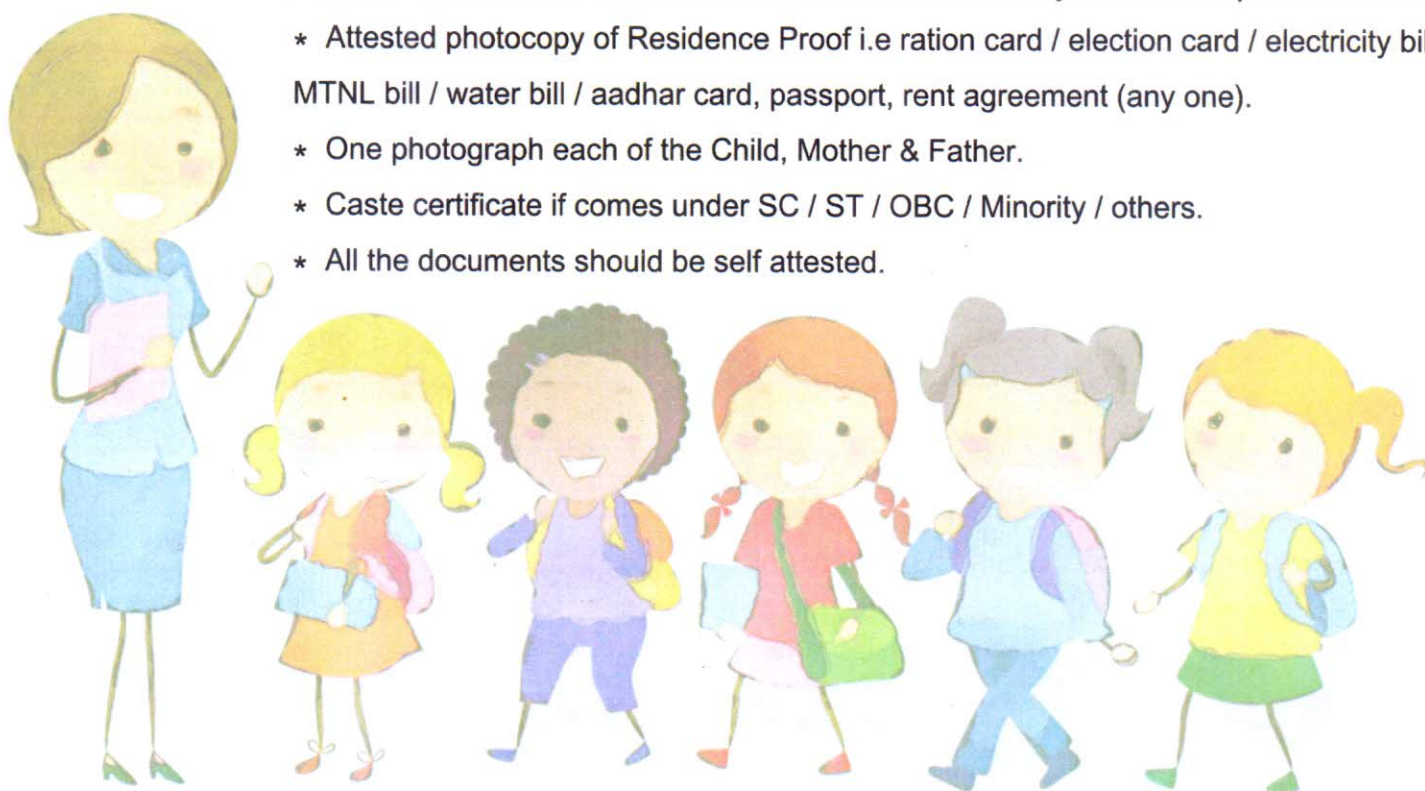 * Attested photocopy of Residence Proof i.e ration card / election card / electricity
MTNL bill / water bill / aadhar card, passport, rent agreement (any one).
* One photograph each of the Child, Mother & Father.
* Caste certificate if comes under SC / ST / OBC / Minority / others.
* All the documents should be self attested.